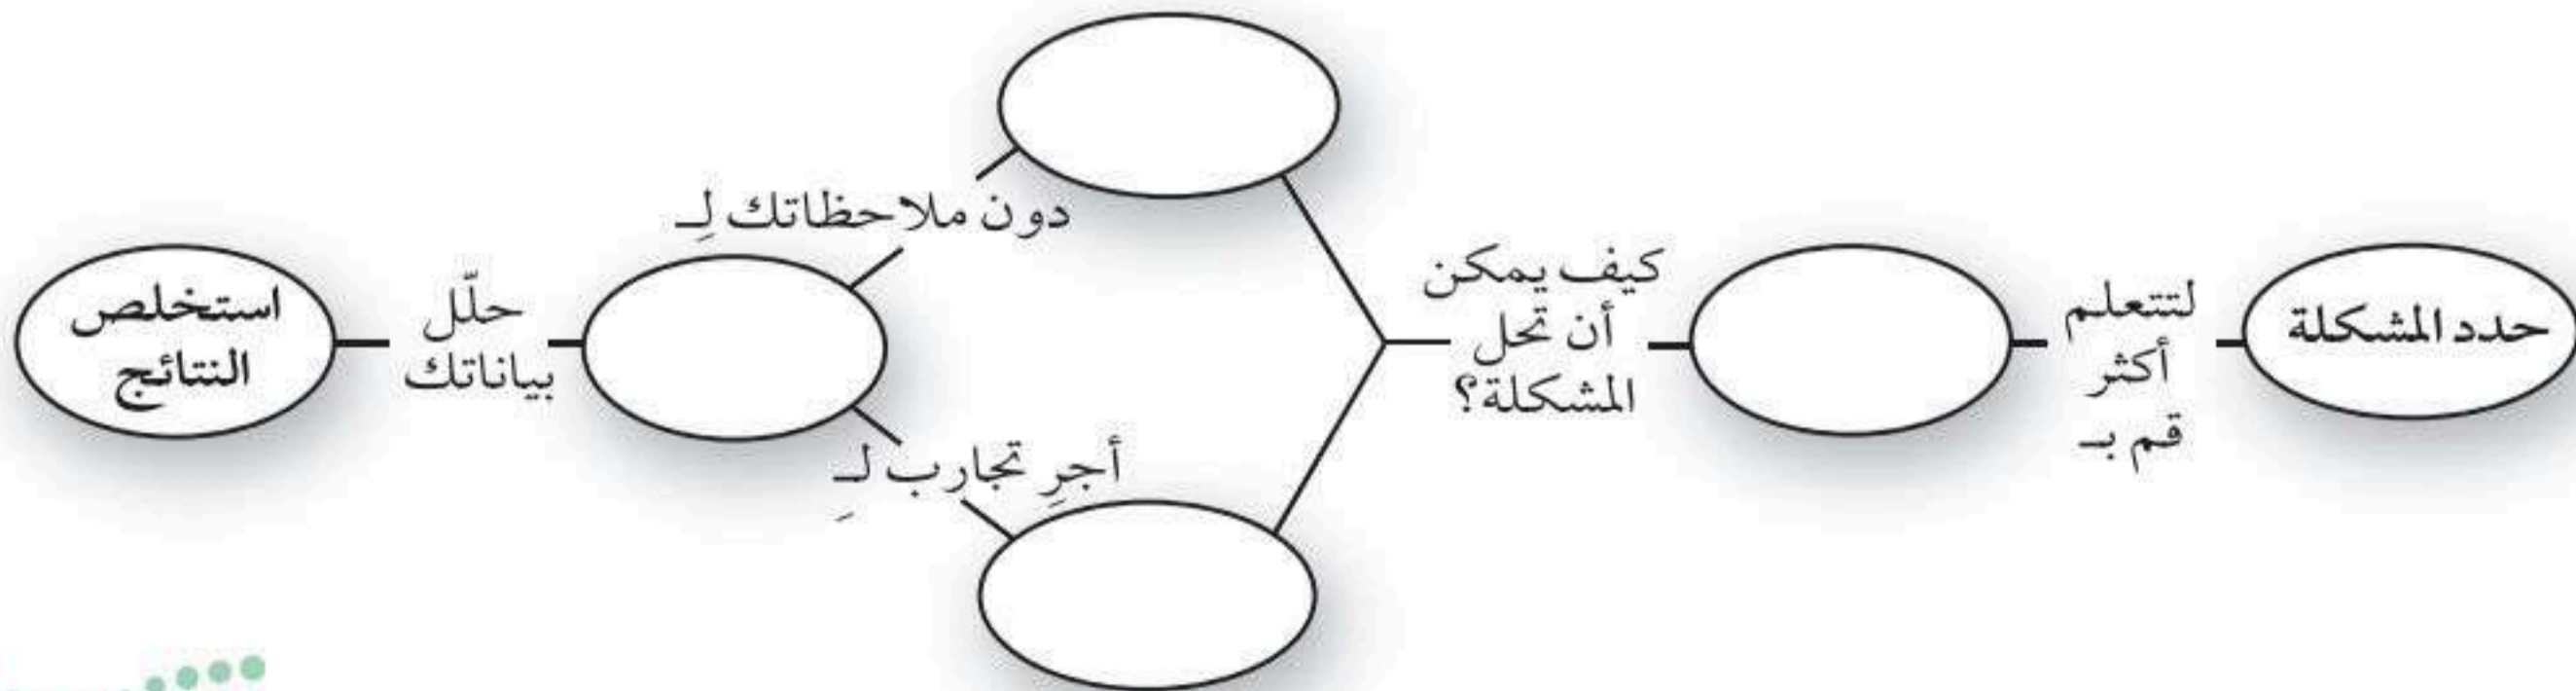 حدد المشكلة
لتتعلم
أكثر
قم بـ
كيف يمكن
أن تحل
المشكلة؟
دون ملاحظاتك لِـ
أجرِ تجارب لـِ
حلّل
بياناتك
استخلص
النتائج